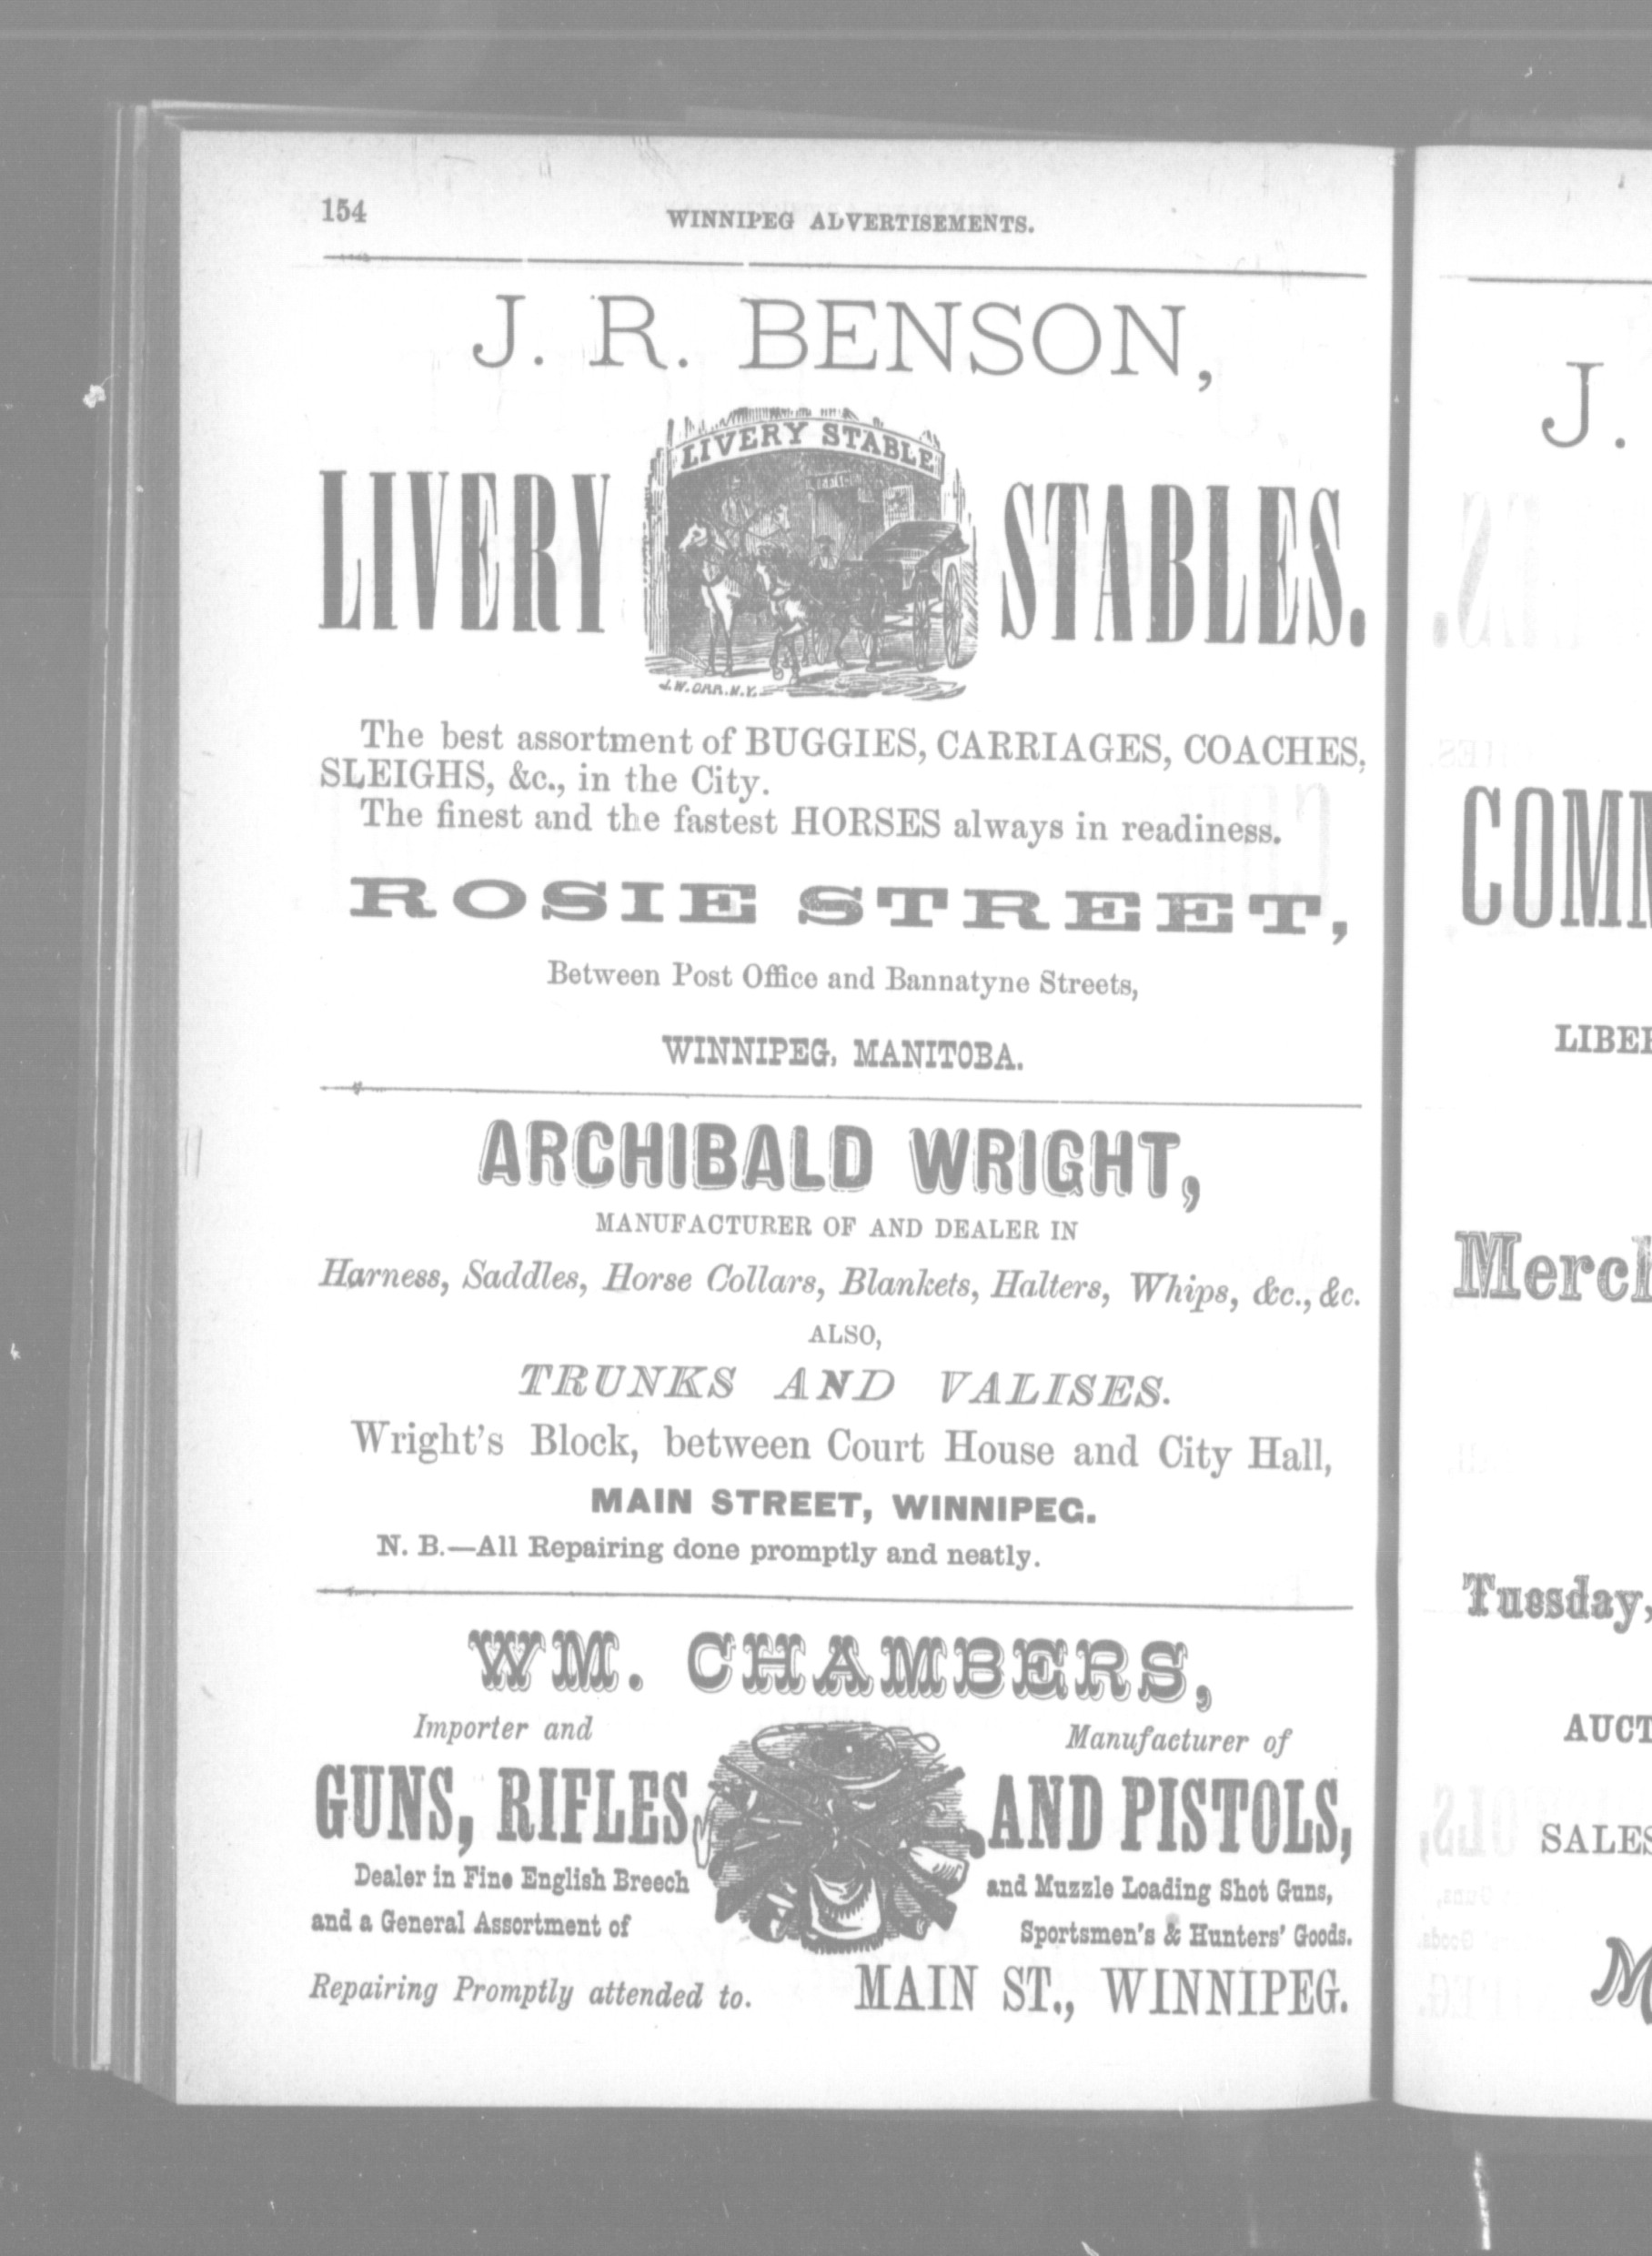 154
WINNIPEG ADVERTISEMENTS.
J. R. BENSON,
LIVERY STABLE
LIVERY STABLES.
J.W. ORR. N.Y.
The best assortment of BUGGIES, CARRIAGES, COACHES,
SLEIGHS, &c., in the City.
The finest and the fastest HORSES always in readiness.
ROSIE STREET,
Between Post Office and Bannatyne Streets,
WINNIPEG, MANITOBA.
ARCHIBALD WRIGHT,
MANUFACTURER OF AND DEALER IN
Harness, Saddles, Horse Collars, Blankets, Halters, Whips, &c., &c.
ALSO,
TRUNKS AND VALISES.
Wright's Block, between Court House and City Hall,
MAIN STREET, WINNIPEG.
N. B.—All Repairing done promptly and neatly.
WM. CHAMBERS,
Importer and Manufacturer of
GUNS, RIFLES AND PISTOLS,
Dealer in Fine English Breech and Muzzle Loading Shot Guns,
and a General Assortment of Sportsmen's & Hunters' Goods.
Repairing Promptly attended to. MAIN ST., WINNIPEG.
J.
COMM
LIBER
Merch
Tuesday,
AUCT
SALES
M